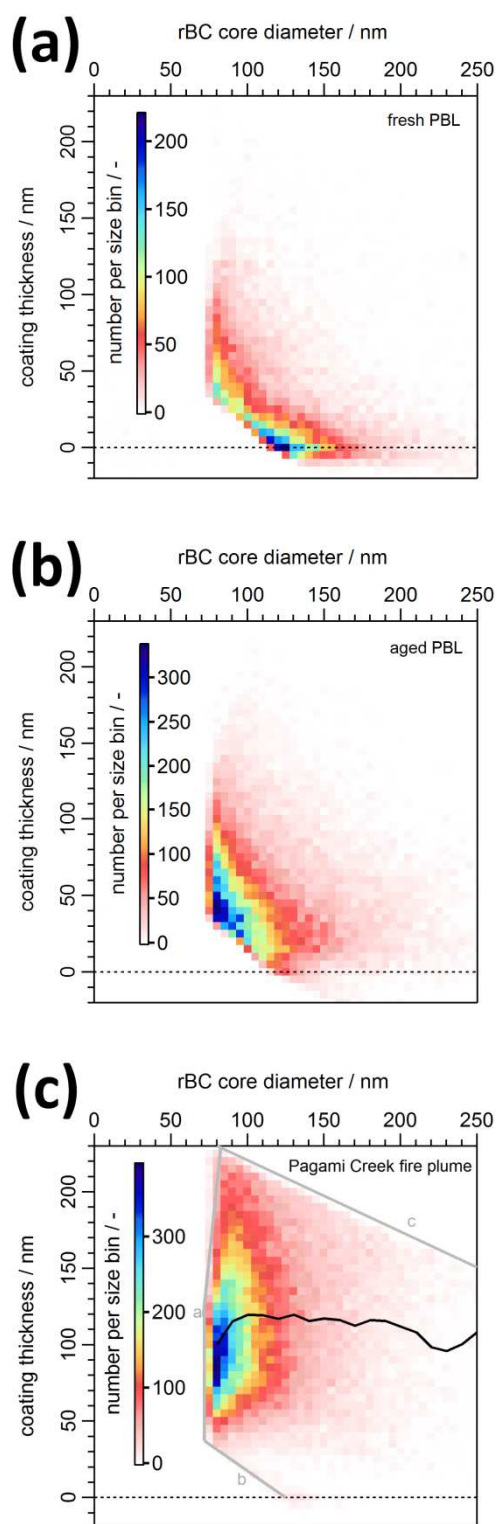 (a)
rBC core diameter / nm
0 50 100 150 200 250
fresh PBL
coating thickness / nm
200
150
100
50
0
number per size bin / -
200
150
100
50
0
(b)
rBC core diameter / nm
0 50 100 150 200 250
aged PBL
coating thickness / nm
200
150
100
50
0
number per size bin / -
300
250
200
150
100
50
0
(c)
rBC core diameter / nm
0 50 100 150 200 250
Pagami Creek fire plume
coating thickness / nm
200
150
100
50
0
number per size bin / -
300
200
100
0
c
a
b